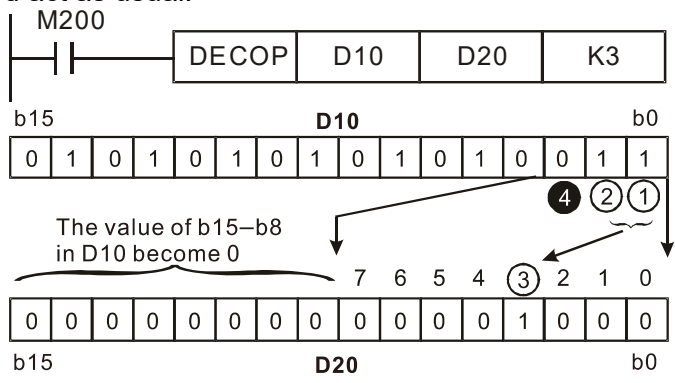 M200
DECOP D10 D20 K3
b15 D10 b0
0 1 0 1 0 1 0 1 0 1 0 1 0 0 1 1
4 2 1
The value of b15–b8
in D10 become 0
7 6 5 4 3 2 1 0
0 0 0 0 0 0 0 0 0 0 0 0 1 0 0 0
b15 D20 b0